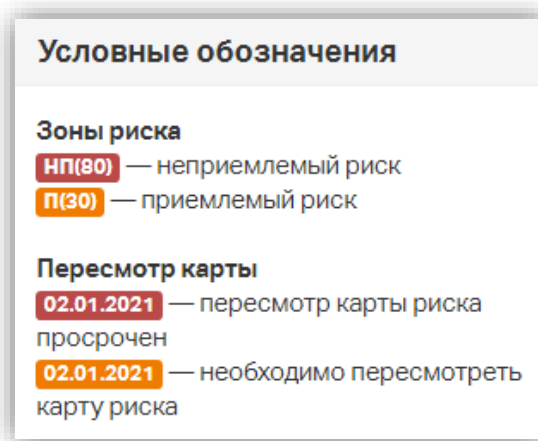 Условные обозначения
Зоны риска
НП(80) — неприемлемый риск
П(30) — приемлемый риск
Пересмотр карты
02.01.2021 — пересмотр карты риска
просрочен
02.01.2021 — необходимо пересмотреть
карту риска